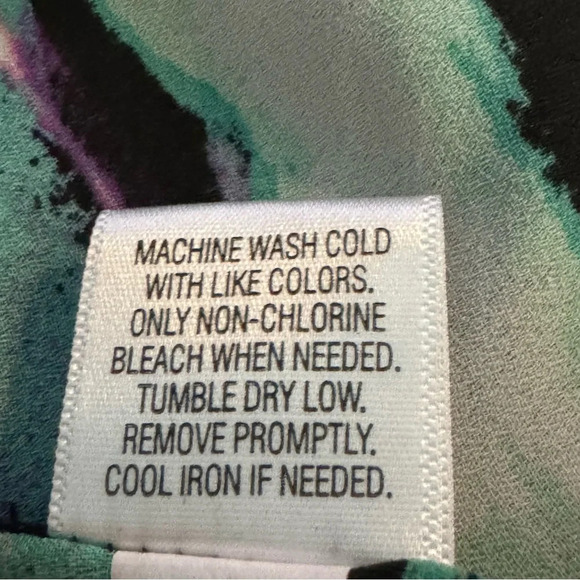 MACHINE WASH COLD
WITH LIKE COLORS.
ONLY NON-CHLORINE
BLEACH WHEN NEEDED.
TUMBLE DRY LOW.
REMOVE PROMPTLY.
COOL IRON IF NEEDED.